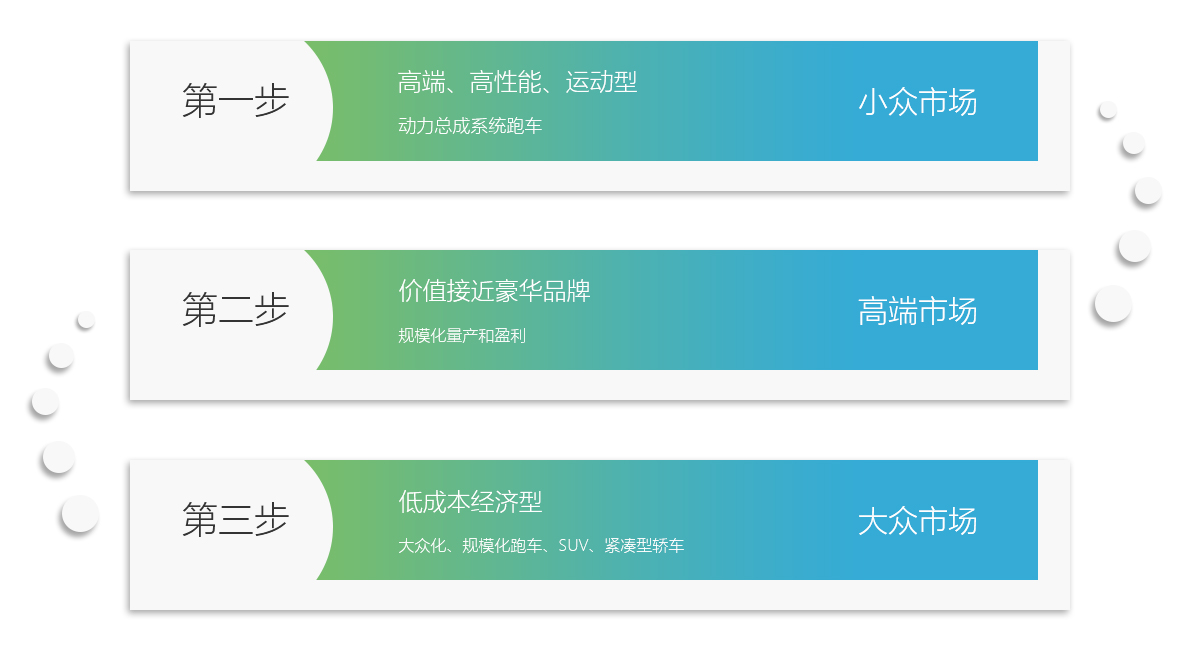 第一步
高端、高性能、运动型
动力总成系统跑车
小众市场
第二步
价值接近豪华品牌
规模化量产和盈利
高端市场
第三步
低成本经济型
大众化、规模化跑车、SUV、紧凑型轿车
大众市场